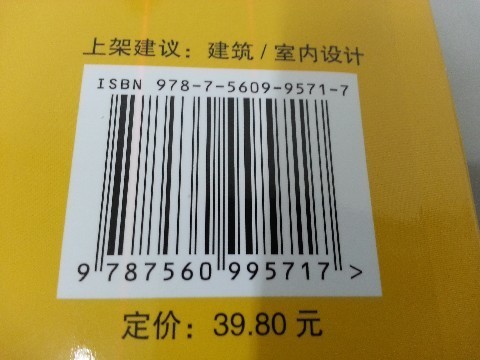 上架建议：建筑/室内设计
ISBN 978-7-5609-9571-7
9 787560 995717 >
定价：39.80 元